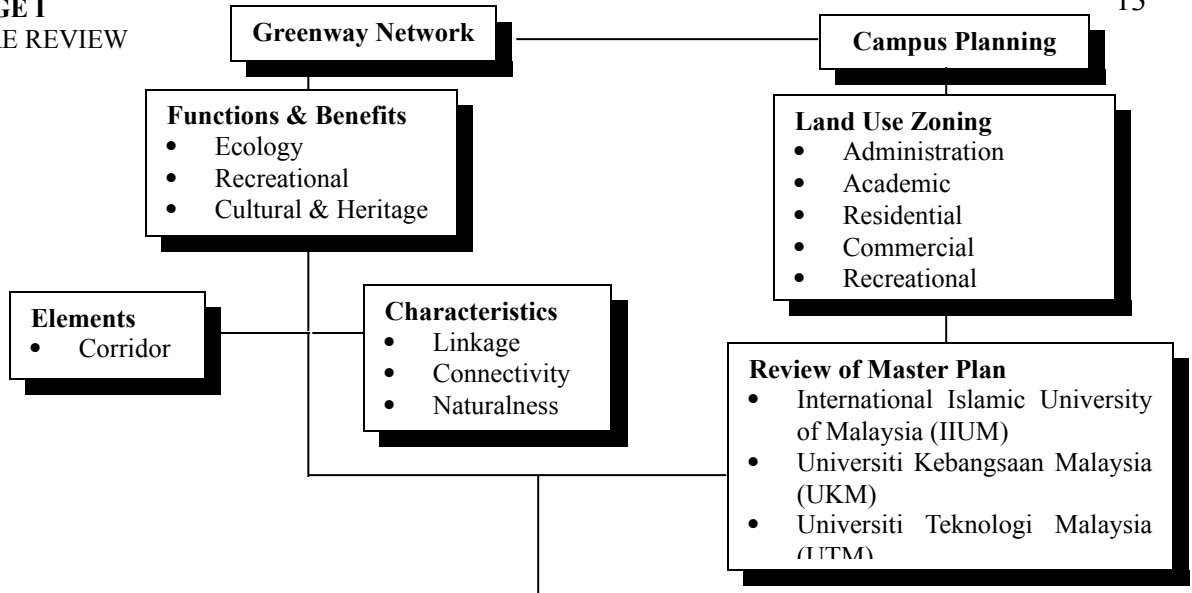 GE I
E REVIEW
15
Greenway Network
Campus Planning
Functions & Benefits
• Ecology
• Recreational
• Cultural & Heritage
Land Use Zoning
• Administration
• Academic
• Residential
• Commercial
• Recreational
Elements
• Corridor
Characteristics
• Linkage
• Connectivity
• Naturalness
Review of Master Plan
• International Islamic University
of Malaysia (IIUM)
• Universiti Kebangsaan Malaysia
(UKM)
• Universiti Teknologi Malaysia
(UTM)